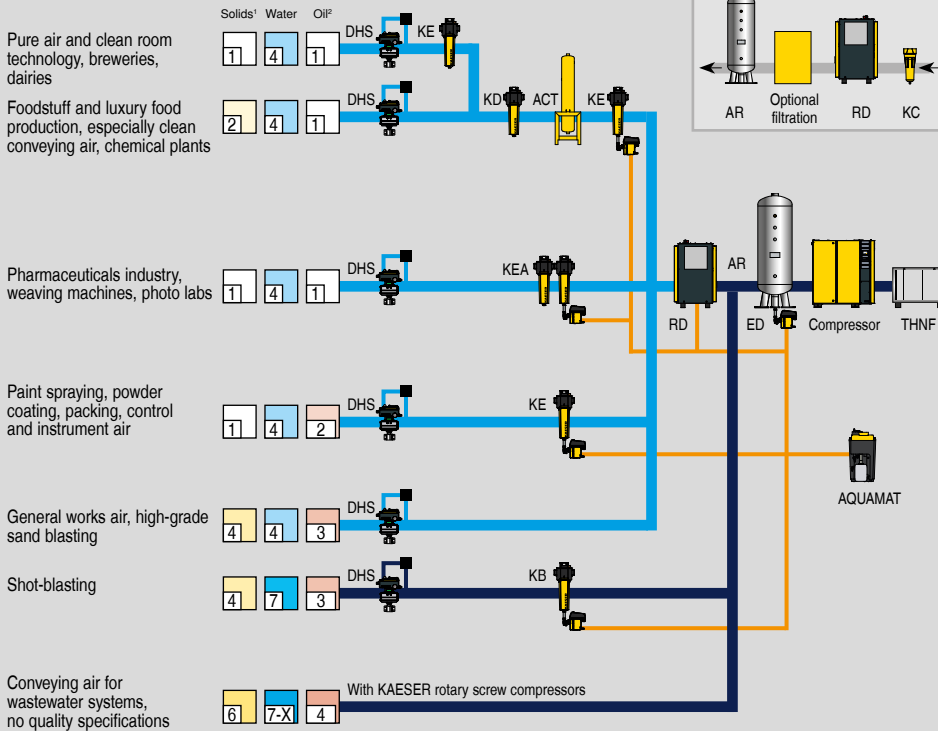 Solids¹ Water Oil²
AR Optional filtration RD KC
Pure air and clean room
technology, breweries,
dairies
1 4 1
DHS KE
Foodstuff and luxury food
production, especially clean
conveying air, chemical plants
2 4 1
DHS KD ACT KE
Pharmaceuticals industry,
weaving machines, photo labs
1 4 1
DHS KEA
AR
RD ED Compressor THNF
Paint spraying, powder
coating, packing, control
and instrument air
1 4 2
DHS KE
AQUAMAT
General works air, high-grade
sand blasting
4 4 3
DHS
Shot-blasting
4 7 3
DHS KB
Conveying air for
wastewater systems,
no quality specifications
6 7-X 4
With KAESER rotary screw compressors